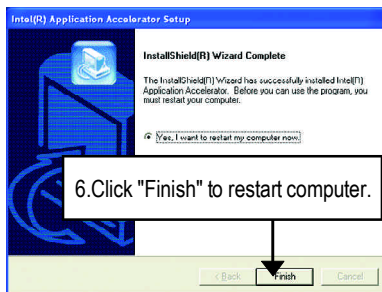 Intel(R) Application Accelerator Setup
InstallShield(R) Wizard Complete
The InstallShield(R) Wizard has successfully installed Intel(R)
Application Accelerator. Before you can use the program, you
must restart your computer.
Yes, I want to restart my computer now.
6.Click "Finish" to restart computer.
< Back
Finish
Cancel